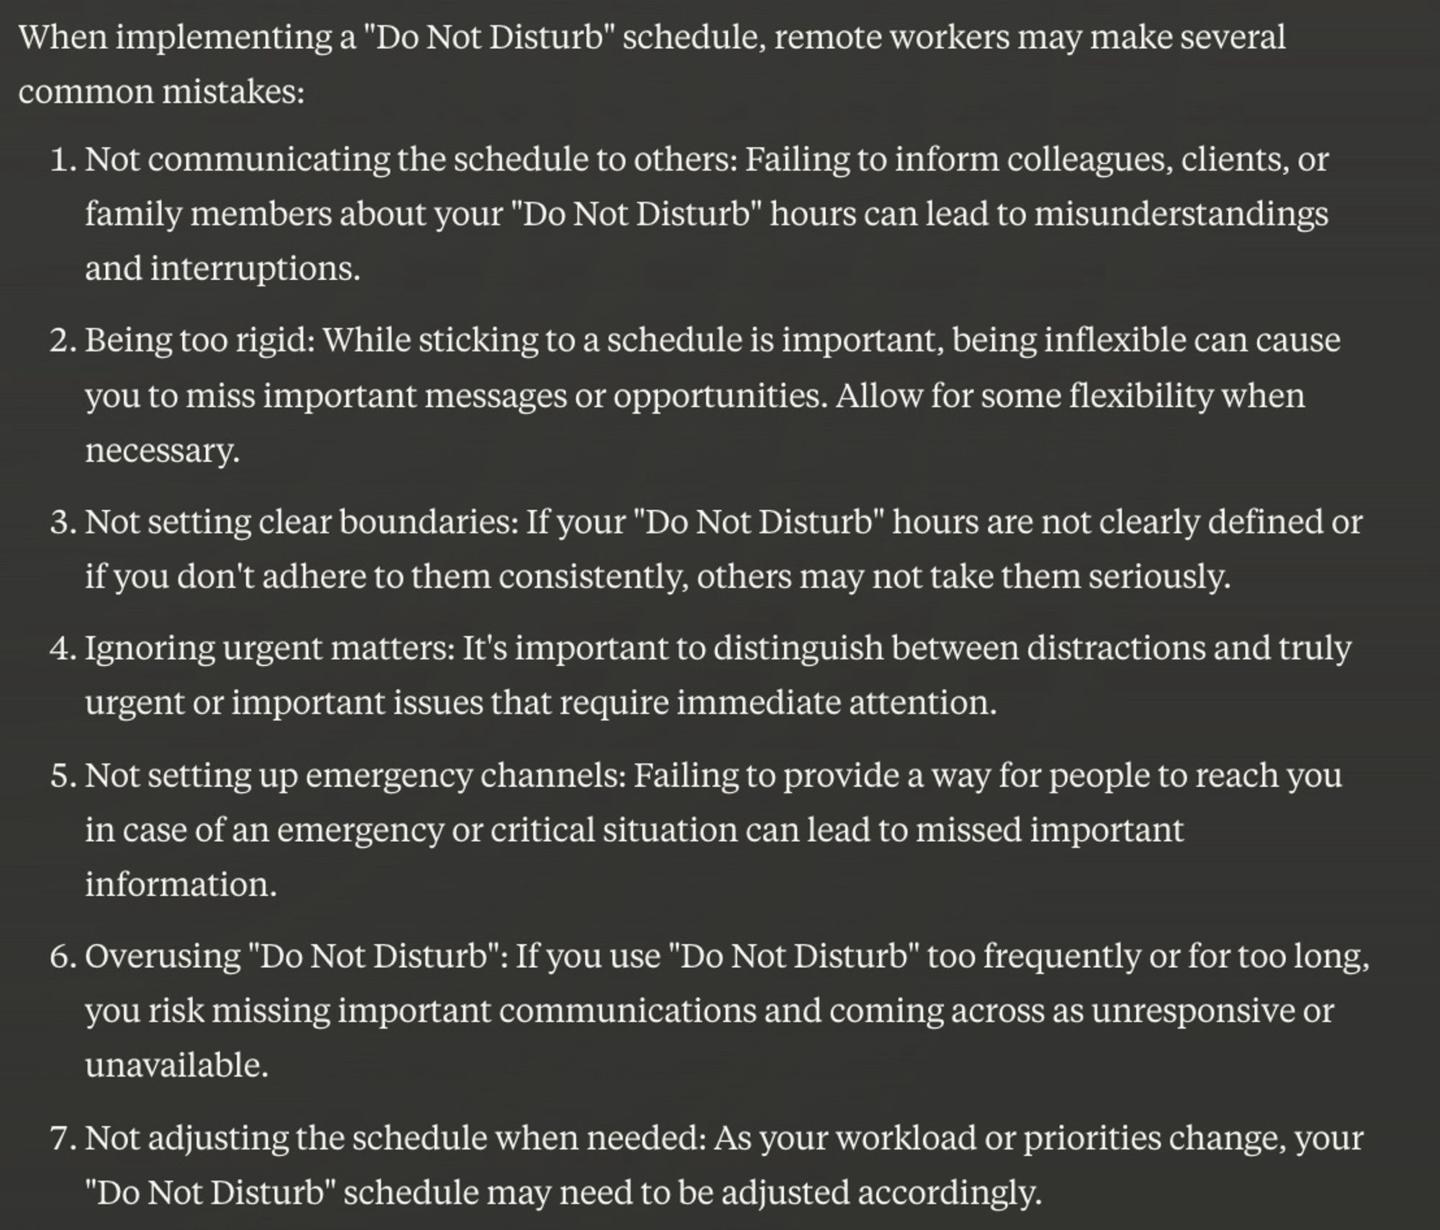 When implementing a "Do Not Disturb" schedule, remote workers may make several
common mistakes:
1. Not communicating the schedule to others: Failing to inform colleagues, clients, or
family members about your "Do Not Disturb" hours can lead to misunderstandings
and interruptions.
2. Being too rigid: While sticking to a schedule is important, being inflexible can cause
you to miss important messages or opportunities. Allow for some flexibility when
necessary.
3. Not setting clear boundaries: If your "Do Not Disturb" hours are not clearly defined or
if you don't adhere to them consistently, others may not take them seriously.
4. Ignoring urgent matters: It's important to distinguish between distractions and truly
urgent or important issues that require immediate attention.
5. Not setting up emergency channels: Failing to provide a way for people to reach you
in case of an emergency or critical situation can lead to missed important
information.
6. Overusing "Do Not Disturb": If you use "Do Not Disturb" too frequently or for too long,
you risk missing important communications and coming across as unresponsive or
unavailable.
7. Not adjusting the schedule when needed: As your workload or priorities change, your
"Do Not Disturb" schedule may need to be adjusted accordingly.